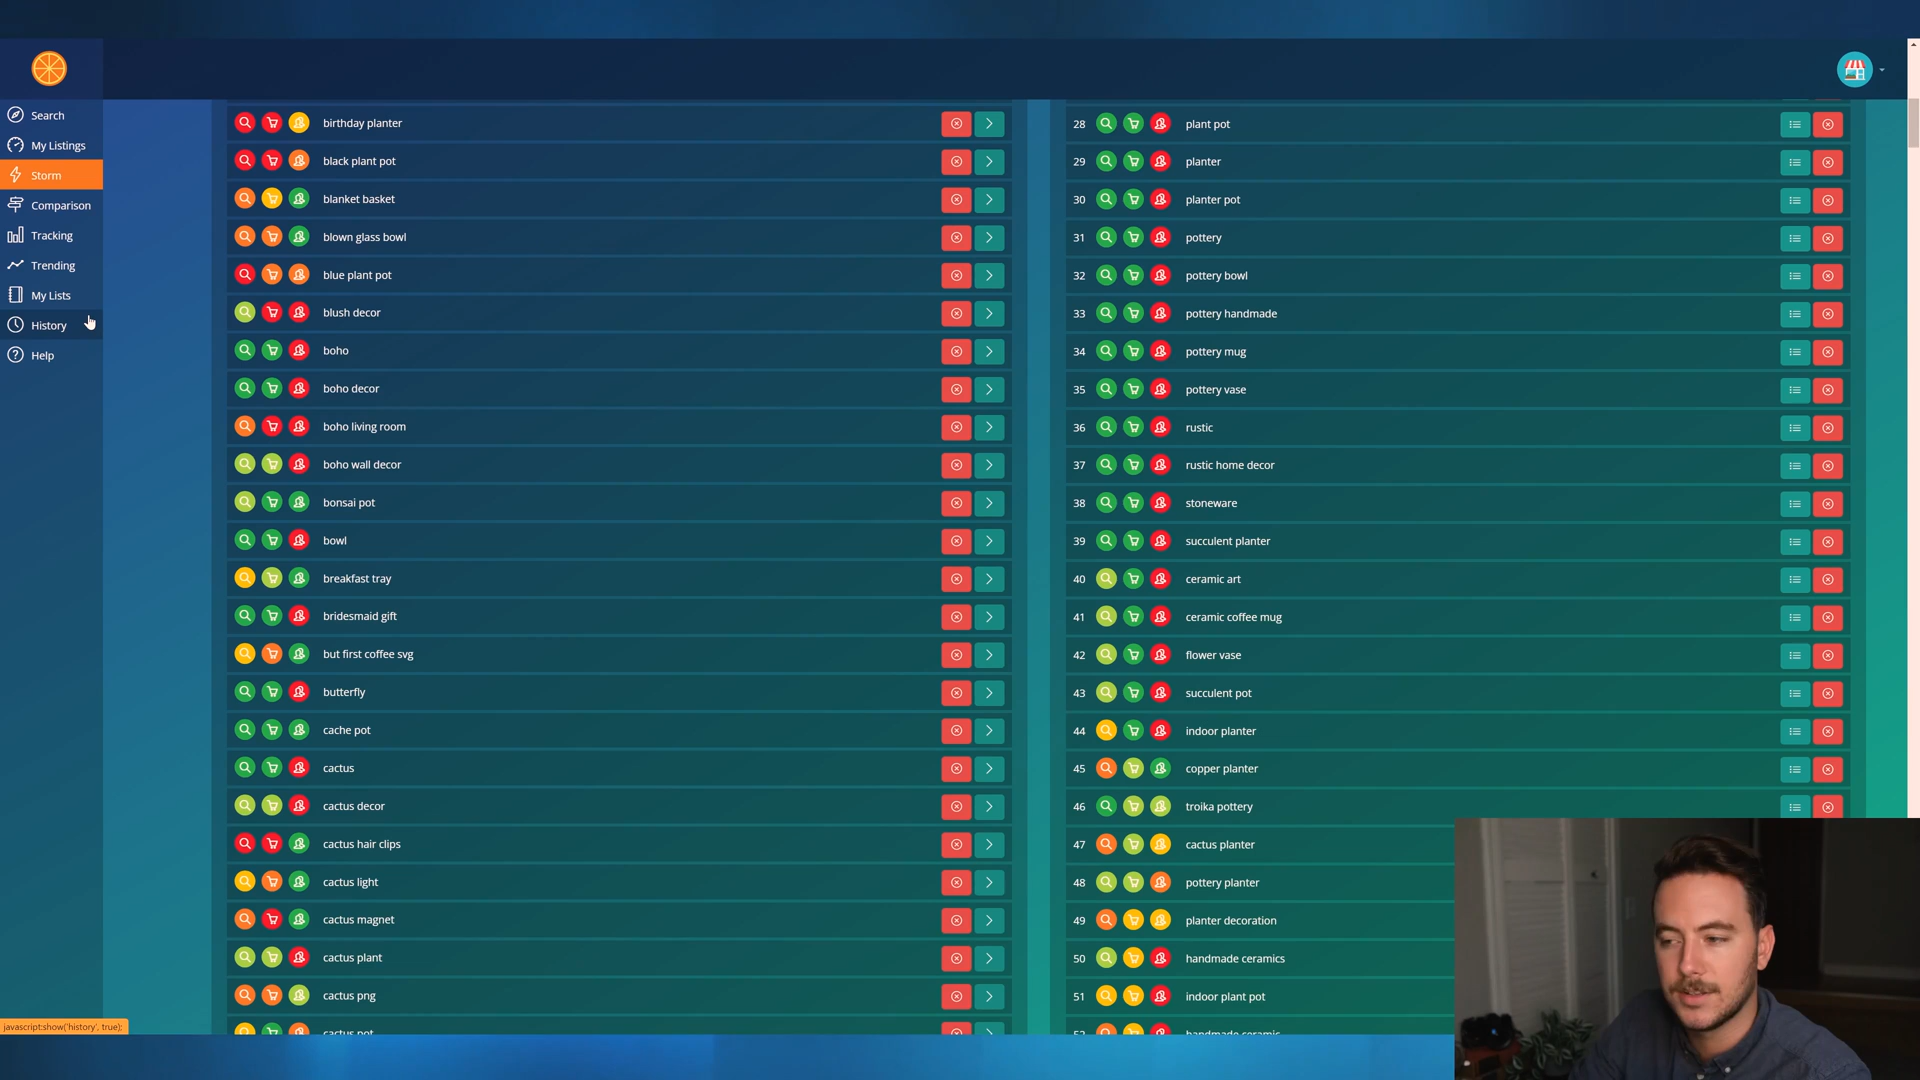 Search
My Listings
Storm
Comparison
Tracking
Trending
My Lists
History
Help
birthday planter
black plant pot
blanket basket
blown glass bowl
blue plant pot
blush decor
boho
boho decor
boho living room
boho wall decor
bonsai pot
bowl
breakfast tray
bridesmaid gift
but first coffee svg
butterfly
cache pot
cactus
cactus decor
cactus hair clips
cactus light
cactus magnet
cactus plant
cactus png
cactus pot
28 plant pot
29 planter
30 planter pot
31 pottery
32 pottery bowl
33 pottery handmade
34 pottery mug
35 pottery vase
36 rustic
37 rustic home decor
38 stoneware
39 succulent planter
40 ceramic art
41 ceramic coffee mug
42 flower vase
43 succulent pot
44 indoor planter
45 copper planter
46 troika pottery
47 cactus planter
48 pottery planter
49 planter decoration
50 handmade ceramics
51 indoor plant pot
52 handmade ceramic
javascript:show('history', true);